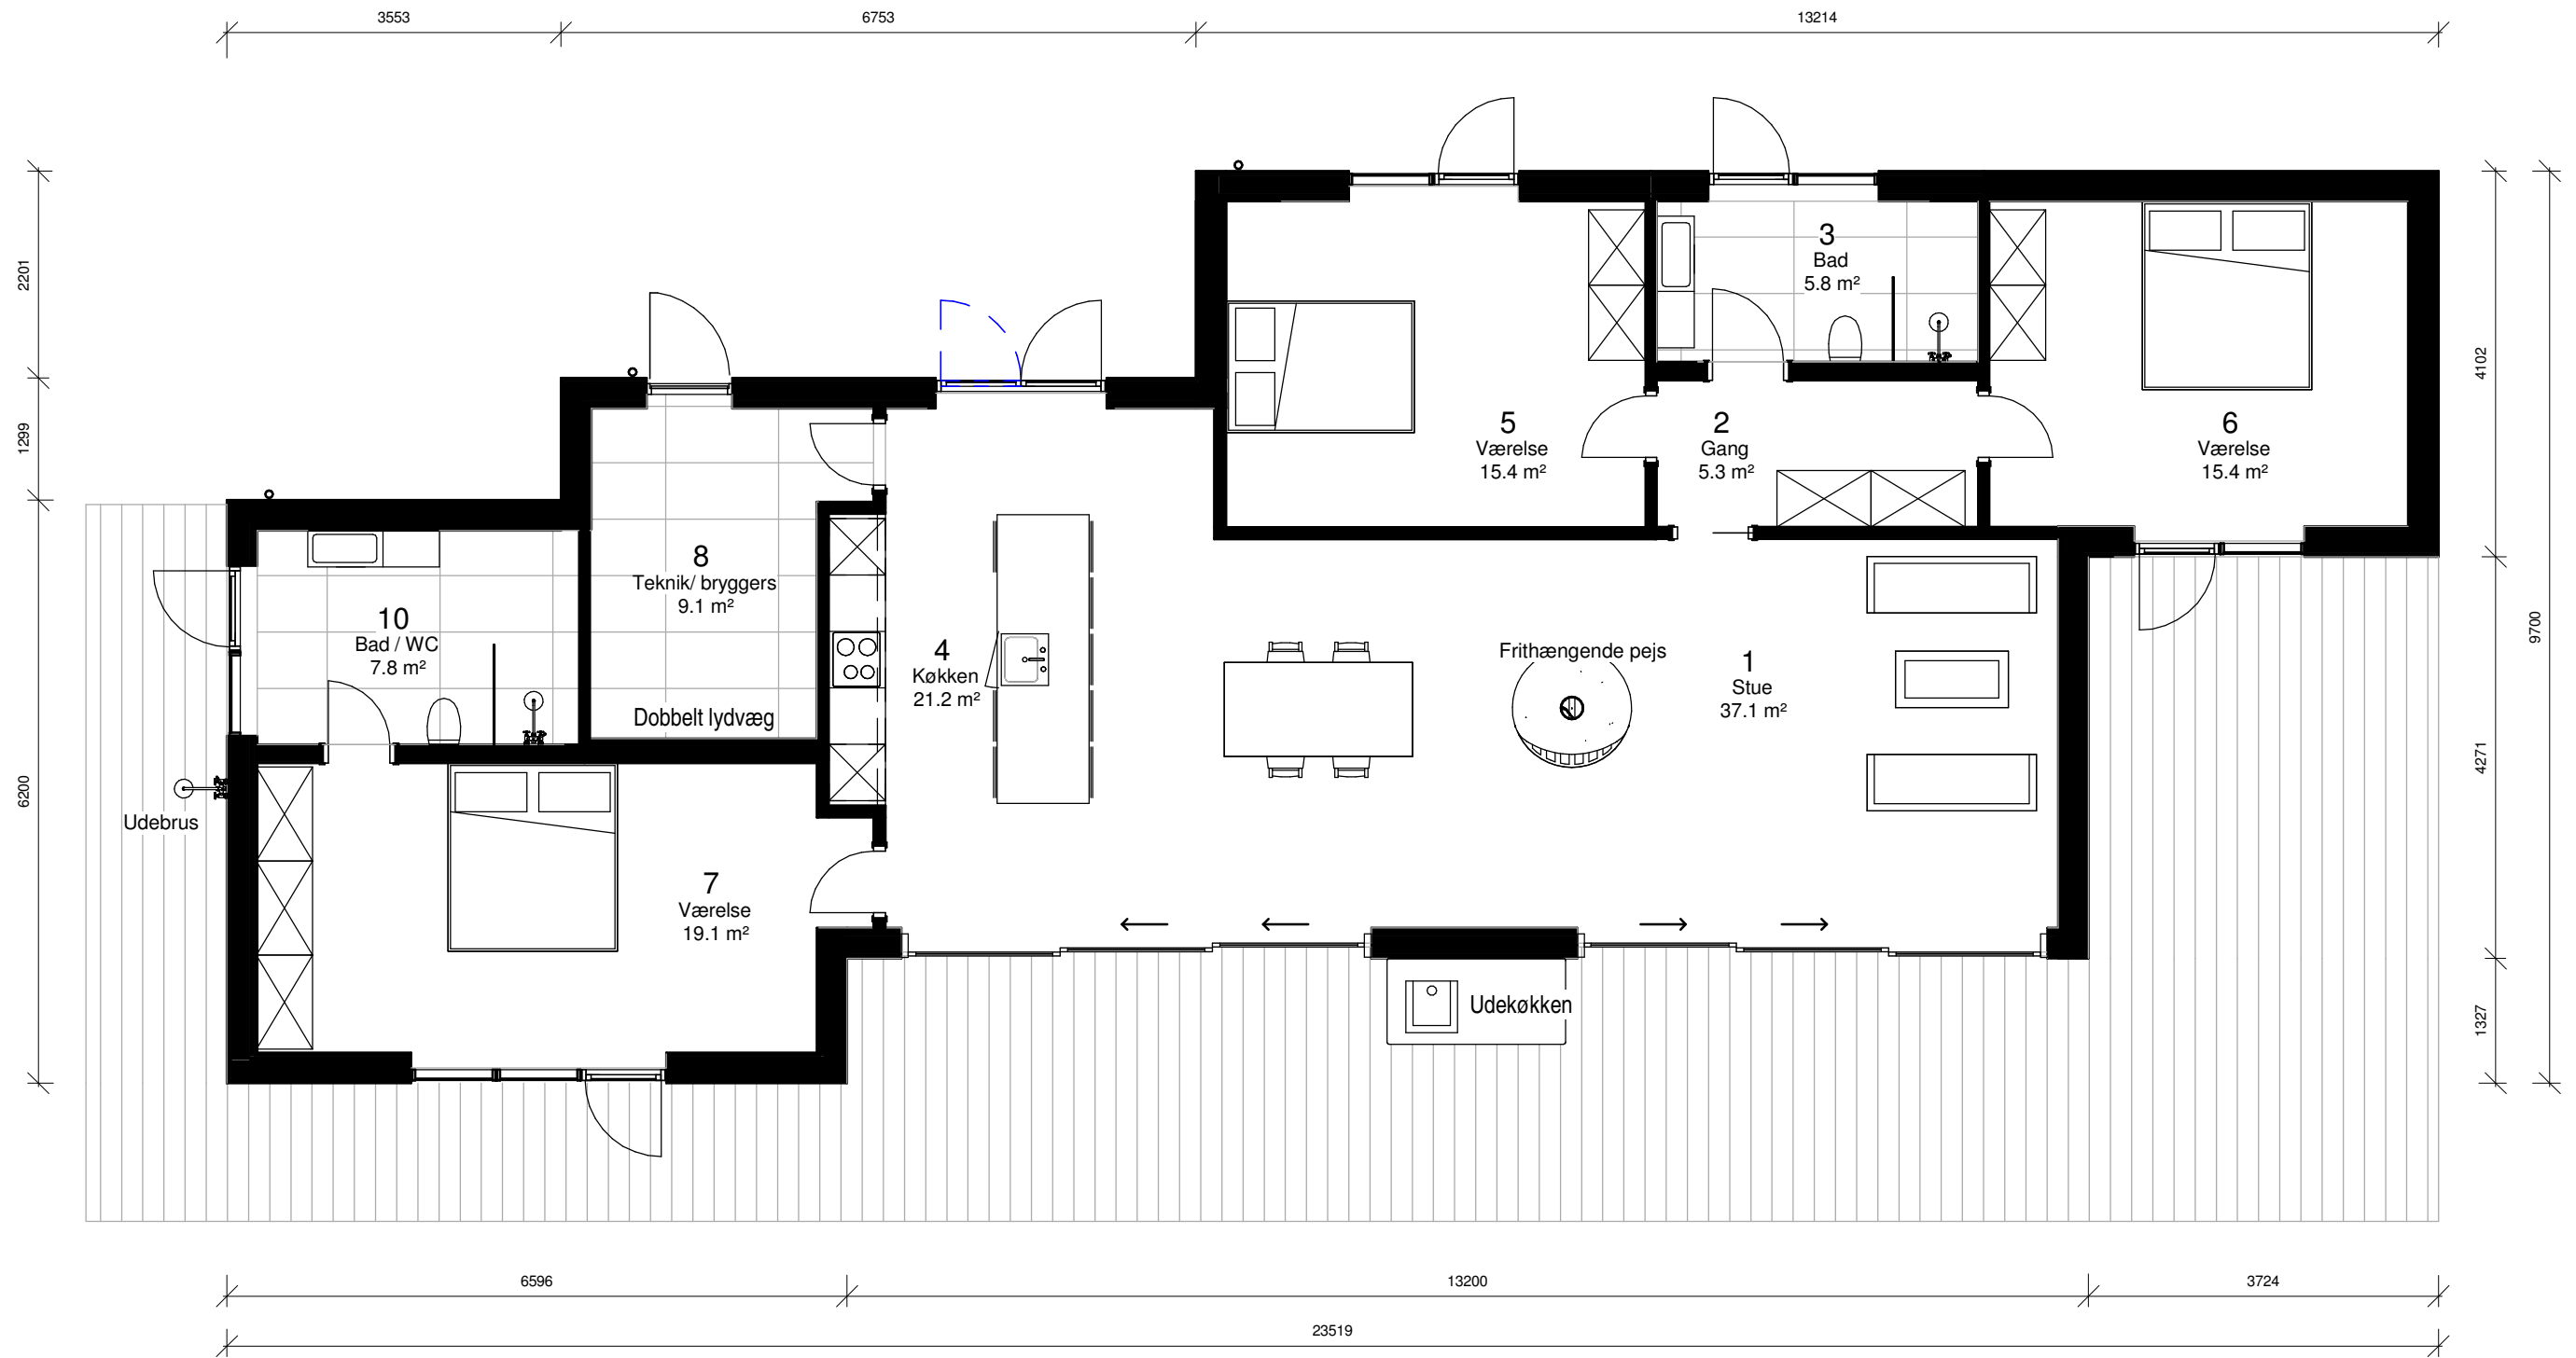 3553
6753
13214
2201
1299
6200
4102
9700
4271
1327
3
Bad
5.8 m²
5
Værelse
15.4 m²
2
Gang
5.3 m²
6
Værelse
15.4 m²
8
Teknik/ bryggers
9.1 m²
Dobbelt lydvæg
10
Bad / WC
7.8 m²
4
Køkken
21.2 m²
Frithængende pejs
1
Stue
37.1 m²
Udebrus
7
Værelse
19.1 m²
Udekøkken
6596
13200
3724
23519